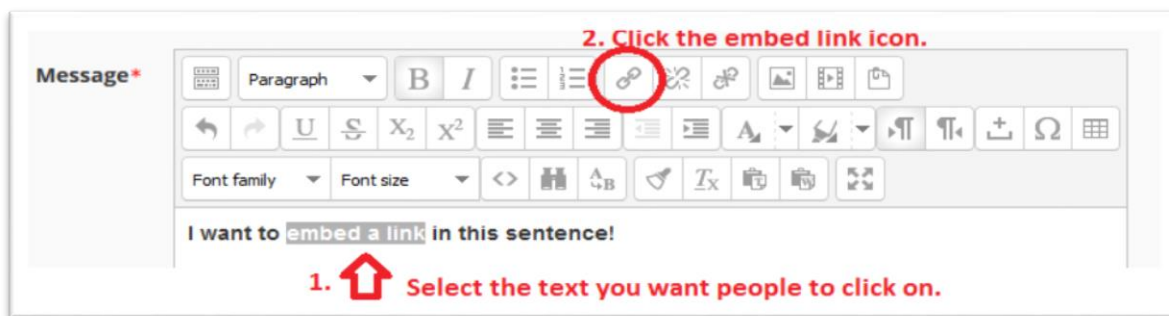 2. Click the embed link icon.
Message*
Paragraph B I
U S X₂ X² A Ω
Font family Font size <> A B Tx
I want to embed a link in this sentence!
1. Select the text you want people to click on.